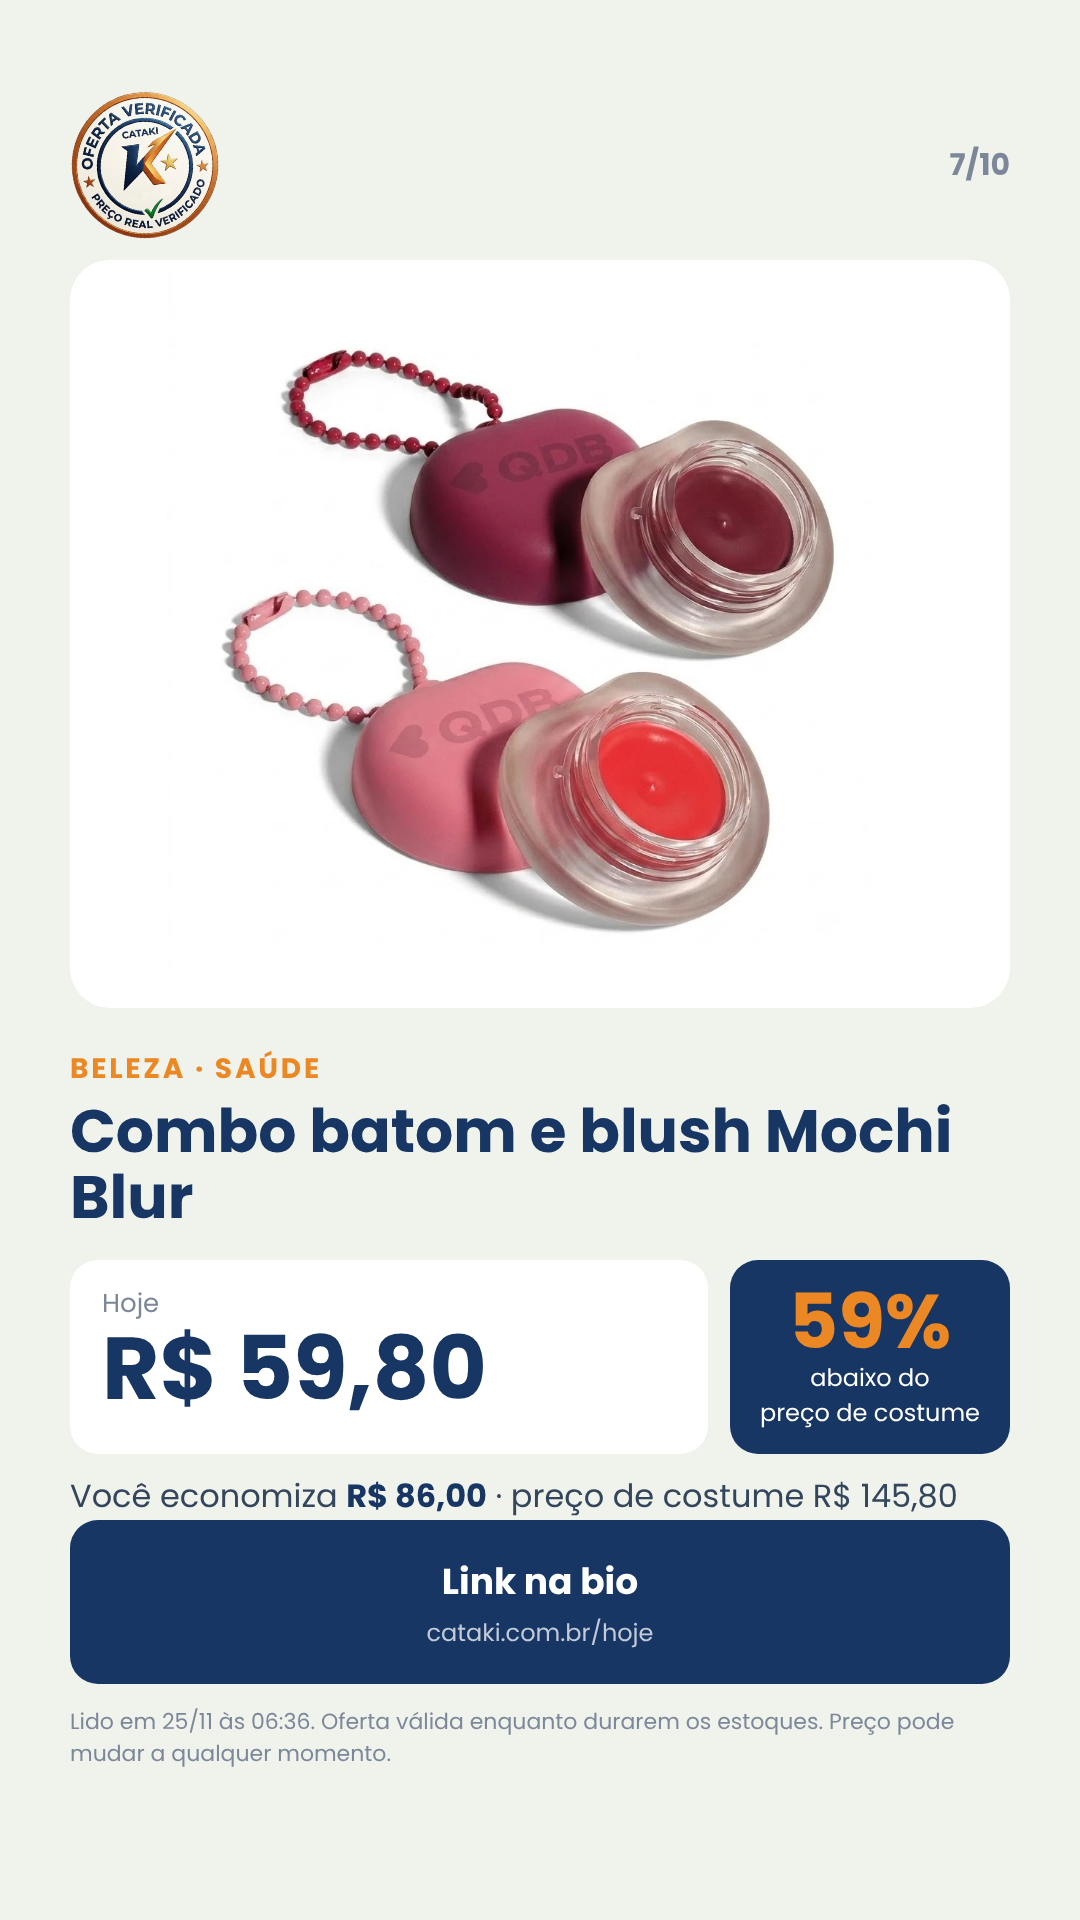 OFERTA VERIFICADA
CATAKI
K
PREÇO REAL VERIFICADO
7/10
QDB
QDB
BELEZA · SAÚDE
Combo batom e blush Mochi
Blur
Hoje
R$ 59,80
59%
abaixo do
preço de costume
Você economiza R$ 86,00 · preço de costume R$ 145,80
Link na bio
cataki.com.br/hoje
Lido em 25/11 às 06:36. Oferta válida enquanto durarem os estoques. Preço pode
mudar a qualquer momento.